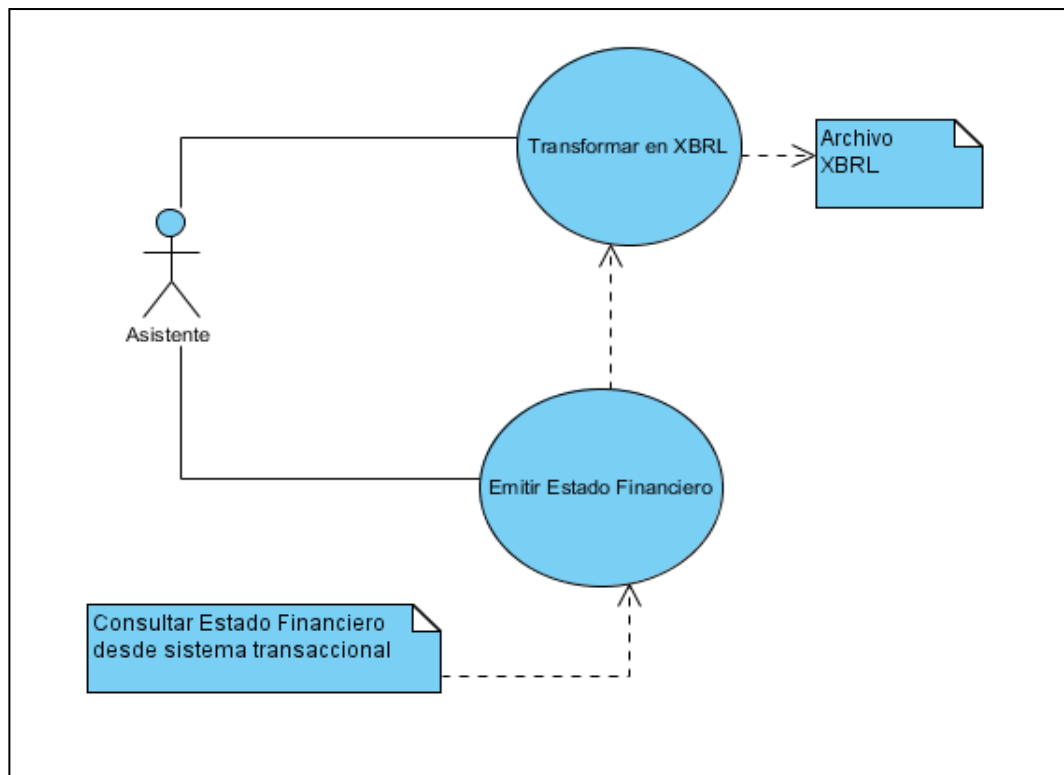 Transformar en XBRL
Archivo
XBRL
Asistente
Emitir Estado Financiero
Consultar Estado Financiero
desde sistema transaccional